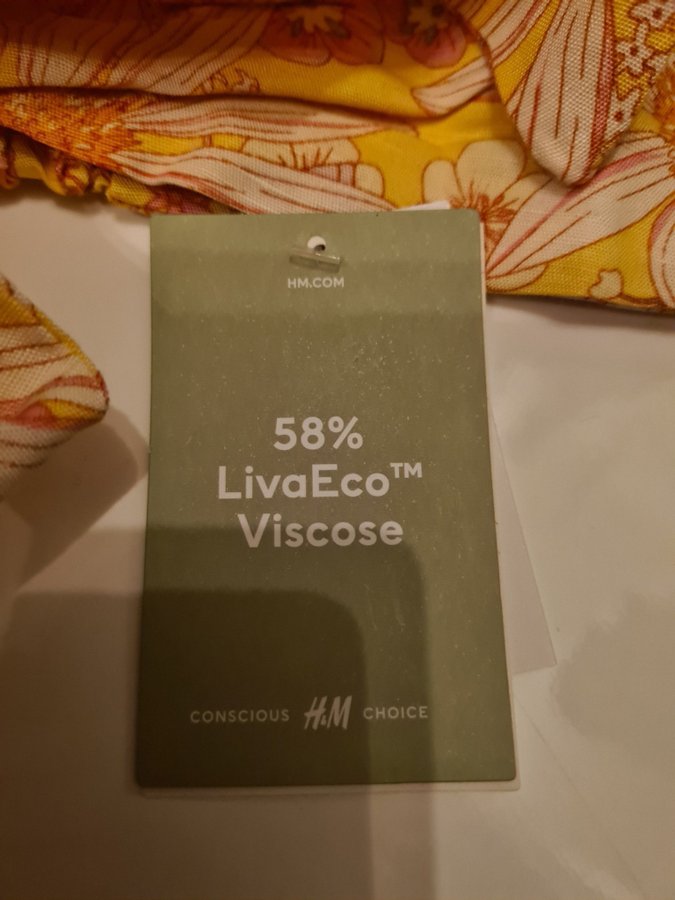 HM.COM
58%
LivaEco™
Viscose
CONSCIOUS H&M CHOICE